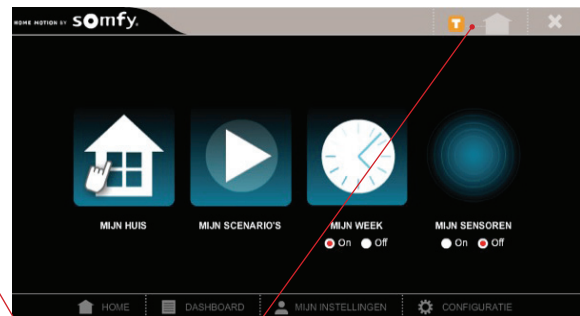 HOME MOTION BY somfy.
T
MIJN HUIS MIJN SCENARIO'S MIJN WEEK MIJN SENSOREN
On Off On Off
HOME DASHBOARD MIJN INSTELLINGEN CONFIGURATIE